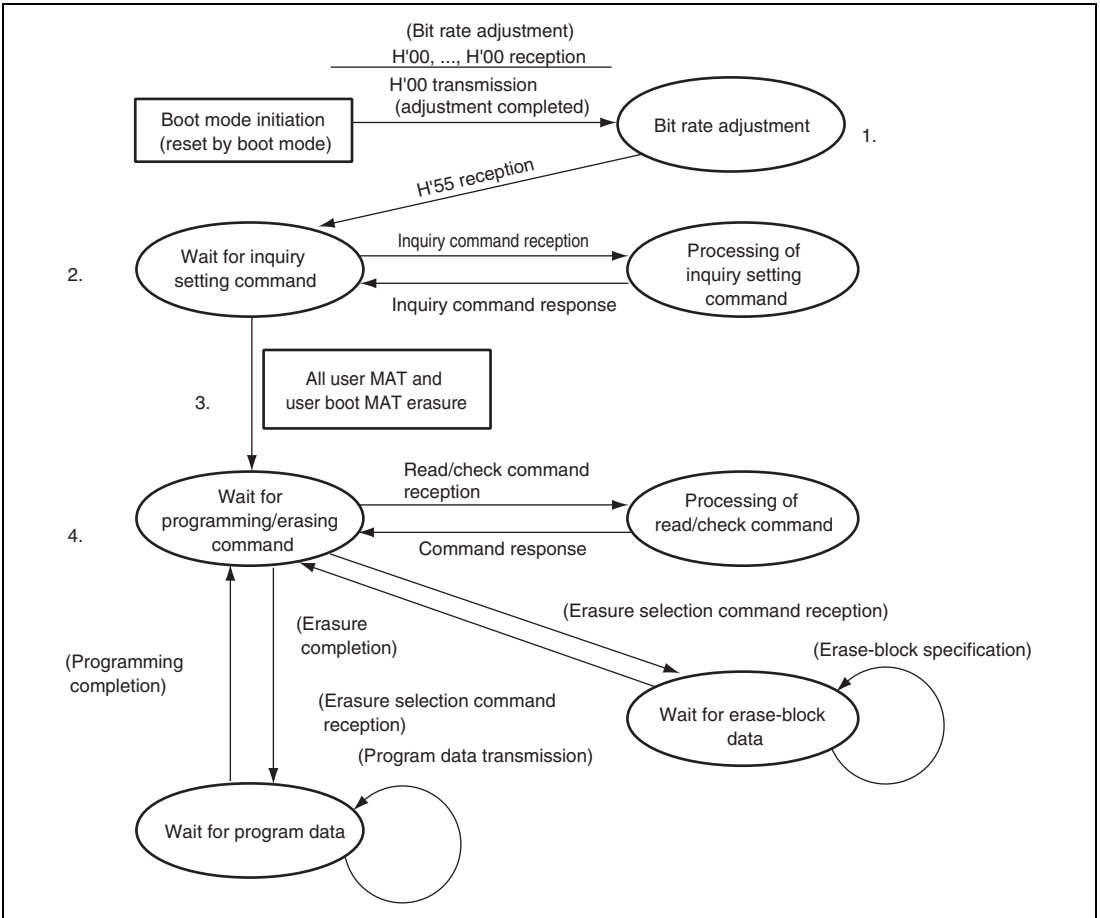 (Bit rate adjustment)
H'00, ..., H'00 reception
H'00 transmission
(adjustment completed)
Boot mode initiation
(reset by boot mode)
Bit rate adjustment
1.
H'55 reception
2.
Wait for inquiry
setting command
Inquiry command reception
Inquiry command response
Processing of
inquiry setting
command
3.
All user MAT and
user boot MAT erasure
4.
Wait for
programming/erasing
command
Read/check command
reception
Command response
Processing of
read/check command
(Erasure selection command reception)
(Erasure
completion)
(Programming
completion)
(Erase-block specification)
Wait for erase-block
data
(Erasure selection command
reception)
(Program data transmission)
Wait for program data